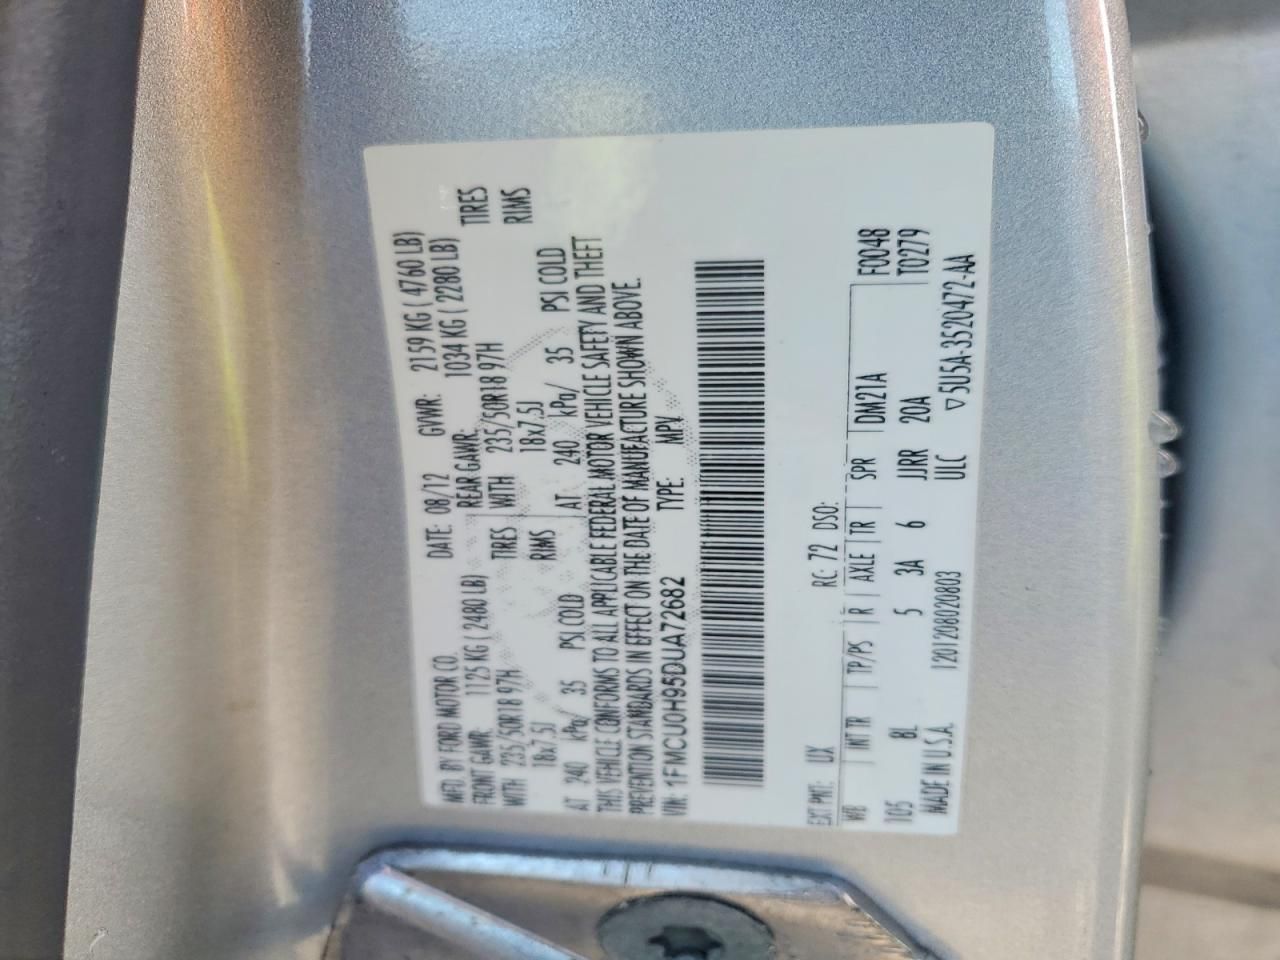 MFD. BY FORD MOTOR CO.
DATE: 08/12 GVWR: 2159 KG ( 4760 LB)
FRONT GAWR: 1125 KG ( 2480 LB) REAR GAWR: 1034 KG ( 2280 LB)
WITH 235/50R18 97H TIRES WITH 235/50R18 97H TIRES
18x7.5J RIMS 18x7.5J RIMS
AT 240 kPa/ 35 PSI COLD AT 240 kPa/ 35 PSI COLD
THIS VEHICLE CONFORMS TO ALL APPLICABLE FEDERAL MOTOR VEHICLE SAFETY AND THEFT
PREVENTION STANDARDS IN EFFECT ON THE DATE OF MANUFACTURE SHOWN ABOVE.
VIN: 1FMCU0H95DUA72682 TYPE: MPV
EXT PNT: UX RC: 72 DSO:
WB INT TR TP/PS R AXLE TR SPR DM21A F0048
105 8L 5 3A 6 JJRR 20A T0279
MADE IN U.S.A. 1201208020803 ULC ▽5U5A-3520472-AA